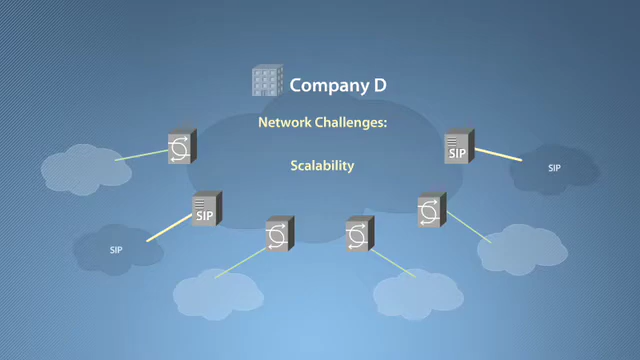 Company D
Network Challenges:
Scalability
SIP
SIP
SIP
SIP